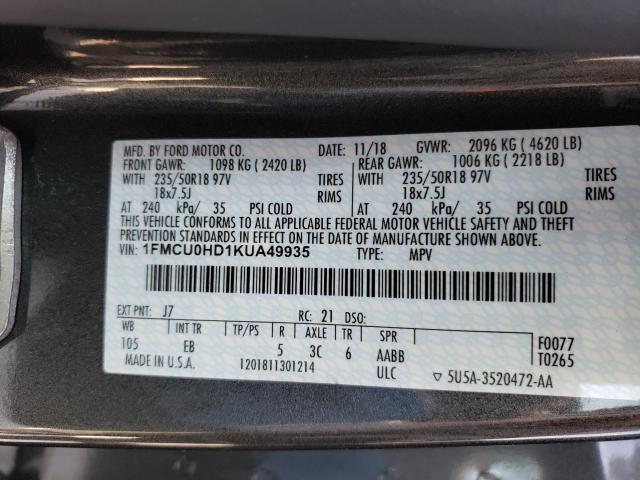 MFD. BY FORD MOTOR CO. DATE: 11/18 GVWR: 2096 KG ( 4620 LB)
FRONT GAWR: 1098 KG ( 2420 LB) REAR GAWR: 1006 KG ( 2218 LB)
WITH 235/50R18 97V TIRES WITH 235/50R18 97V TIRES
18x7.5J RIMS 18x7.5J RIMS
AT 240 kPa/ 35 PSI COLD AT 240 kPa/ 35 PSI COLD
THIS VEHICLE CONFORMS TO ALL APPLICABLE FEDERAL MOTOR VEHICLE SAFETY AND THEFT
PREVENTION STANDARDS IN EFFECT ON THE DATE OF MANUFACTURE SHOWN ABOVE.
VIN: 1FMCU0HD1KUA49935 TYPE: MPV
EXT PNT: J7 RC: 21 DSO:
WB INT TR TP/PS R AXLE TR SPR F0077
105 EB 5 3C 6 AABB T0265
MADE IN U.S.A. 1201811301214 ULC ▽ 5U5A-3520472-AA